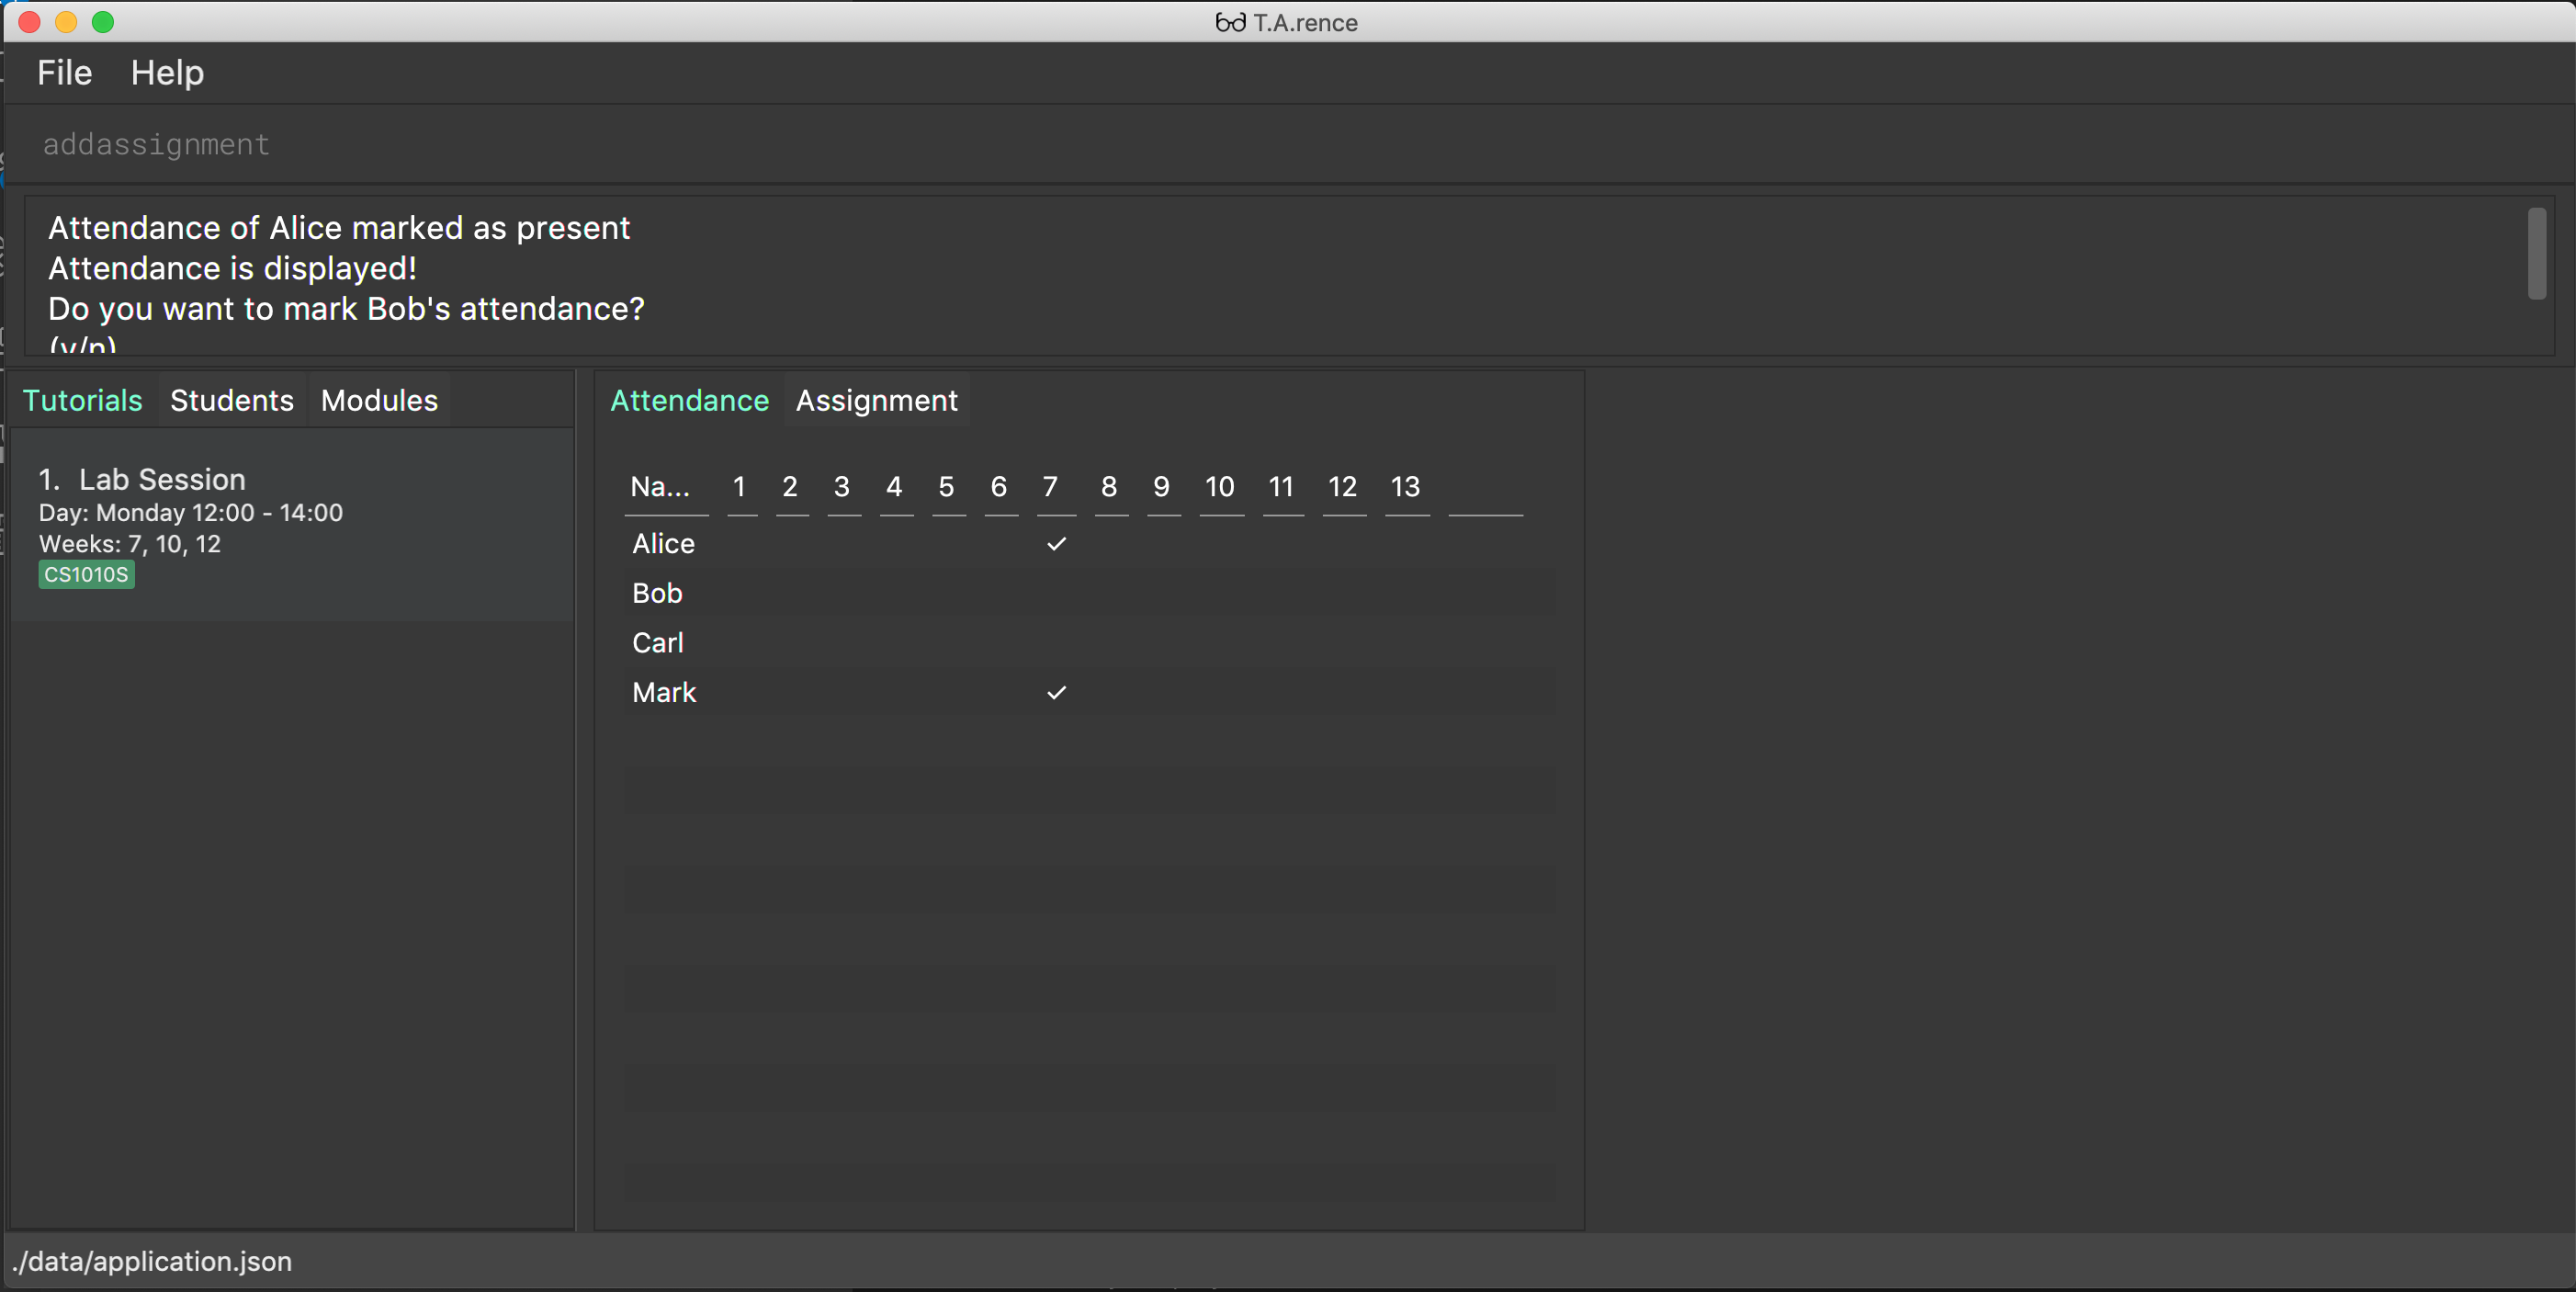 T.A.rence
File Help
addassignment
Attendance of Alice marked as present
Attendance is displayed!
Do you want to mark Bob's attendance?
(y/n)
Tutorials Students Modules
1. Lab Session
Day: Monday 12:00 - 14:00
Weeks: 7, 10, 12
CS1010S
Attendance Assignment
Na... 1 2 3 4 5 6 7 8 9 10 11 12 13
Alice ✓
Bob
Carl
Mark ✓
./data/application.json